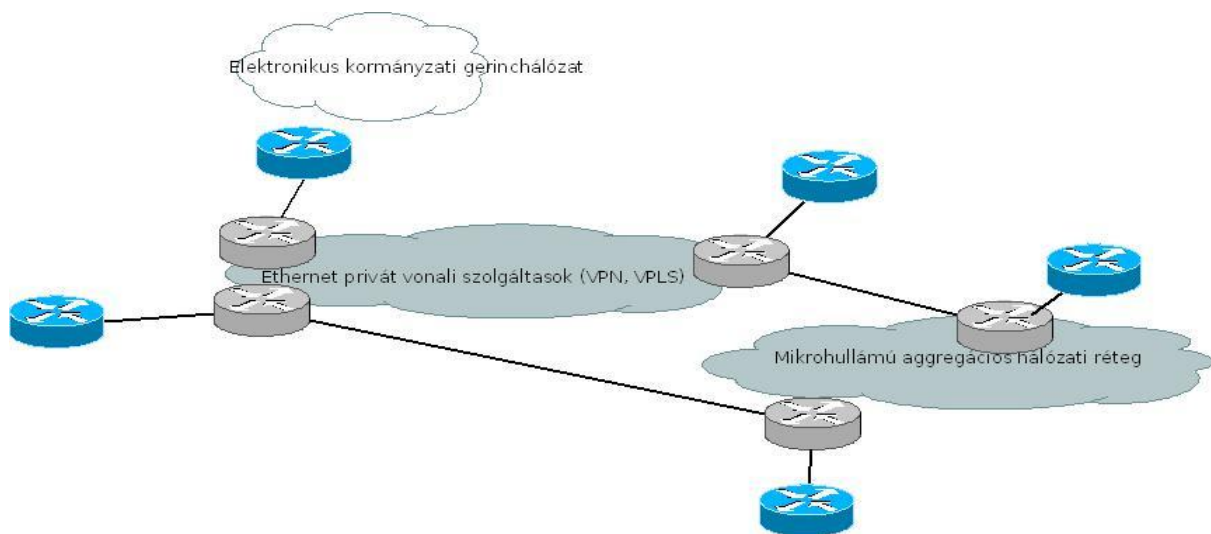 Elektronikus kormányzati gerinchálózat
Ethernet privát vonali szolgáltasok (VPN, VPLS)
Mikrohullámú aggregációs hálózati réteg